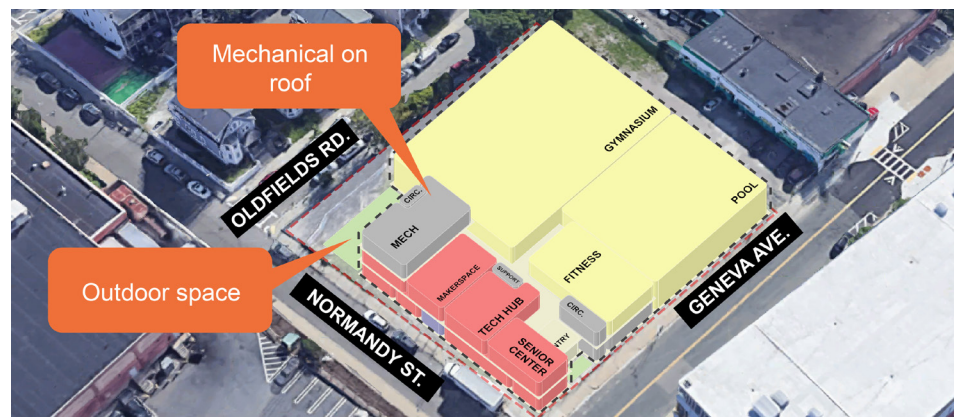 Mechanical on
roof
OLDFIELDS RD.
GYMNASIUM
POOL
CIRC.
MECH
GENEVA AVE.
FITNESS
SUPPORT
MAKERSPACE
Outdoor space
TECH HUB
CIRC.
NORMANDY ST.
NTRY
SENIOR
CENTER